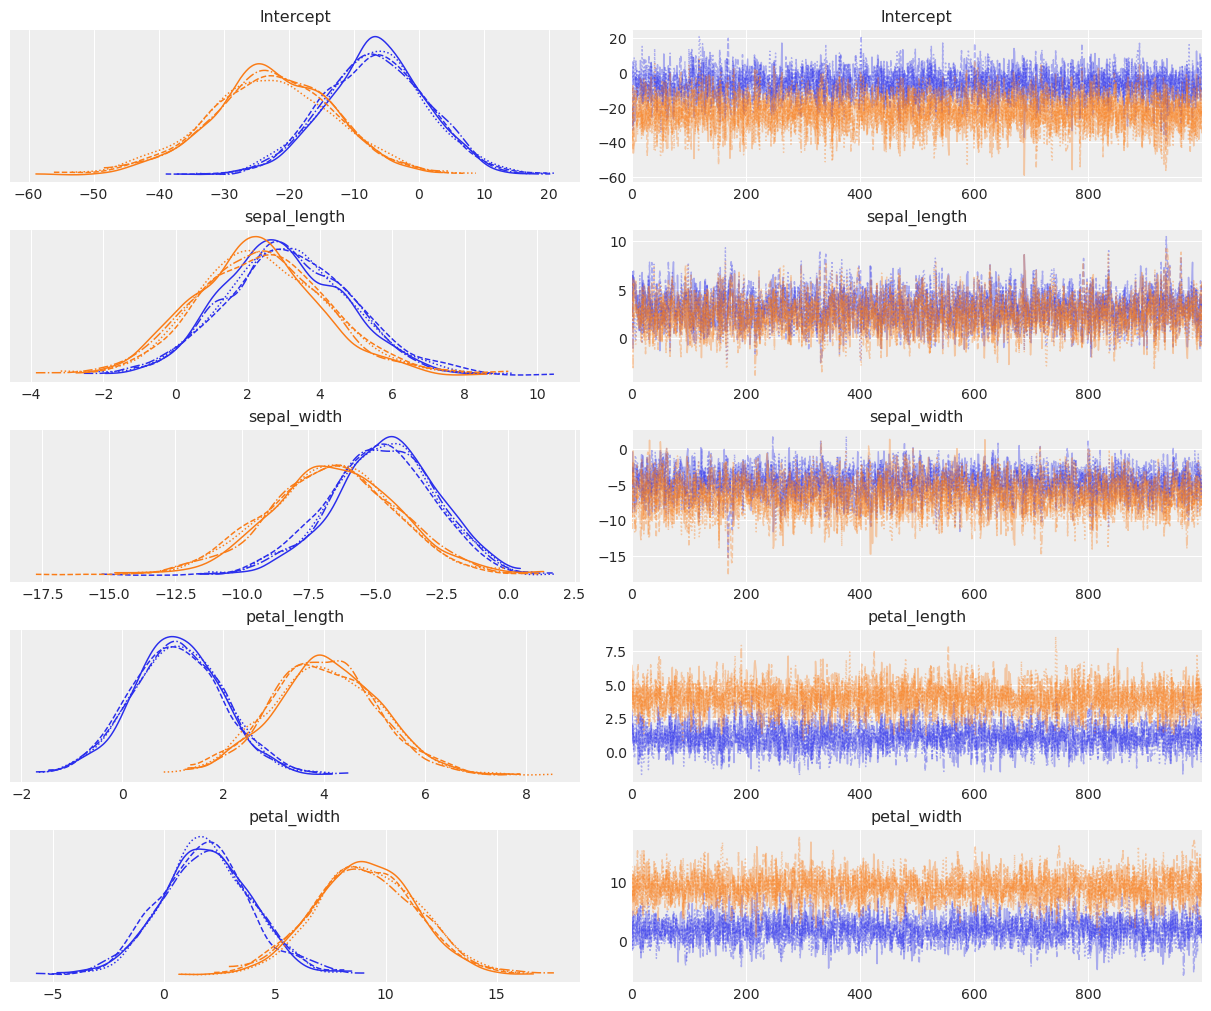 Intercept
Intercept
−60 −50 −40 −30 −20 −10 0 10 20
20
0
−20
−40
−60
0 200 400 600 800
sepal_length
sepal_length
−4 −2 0 2 4 6 8 10
10
5
0
0 200 400 600 800
sepal_width
sepal_width
−17.5 −15.0 −12.5 −10.0 −7.5 −5.0 −2.5 0.0 2.5
0
−5
−10
−15
0 200 400 600 800
petal_length
petal_length
−2 0 2 4 6 8
7.5
5.0
2.5
0.0
0 200 400 600 800
petal_width
petal_width
−5 0 5 10 15
10
0
0 200 400 600 800